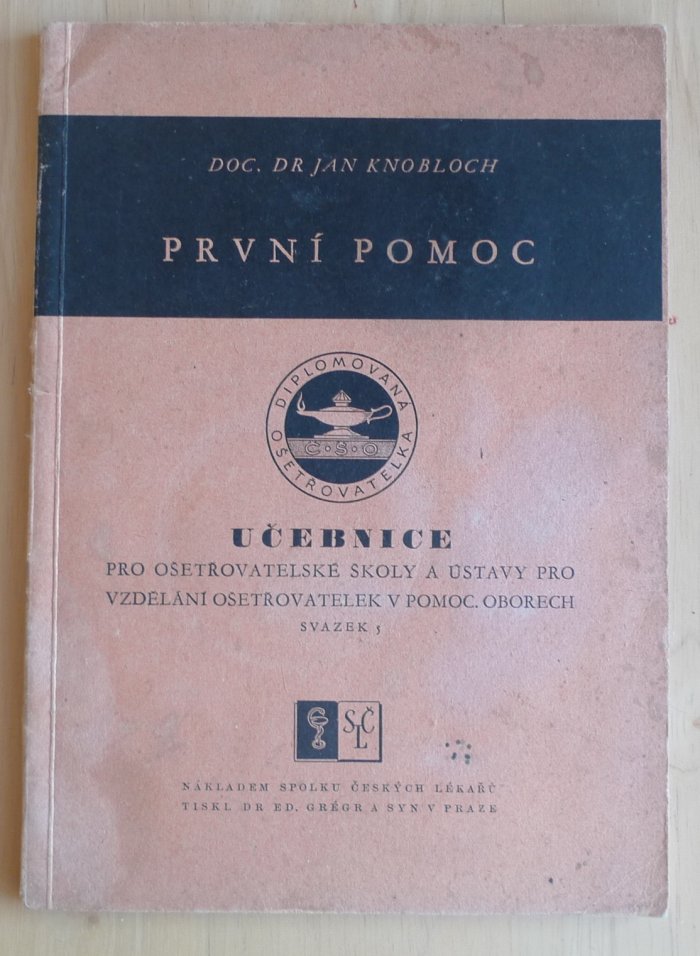 DOC. DR JAN KNOBLOCH
PRVNÍ POMOC
DIPLOMOVANÁ
Č·S·O
OŠETŘOVATELKA
UČEBNICE
PRO OŠETŘOVATELSKÉ ŠKOLY A ÚSTAVY PRO
VZDĚLÁNÍ OŠETŘOVATELEK V POMOC. OBORECH
SVAZEK 5
SLČ
NÁKLADEM SPOLKU ČESKÝCH LÉKAŘŮ
TISKL DR ED. GRÉGR A SYN V PRAZE